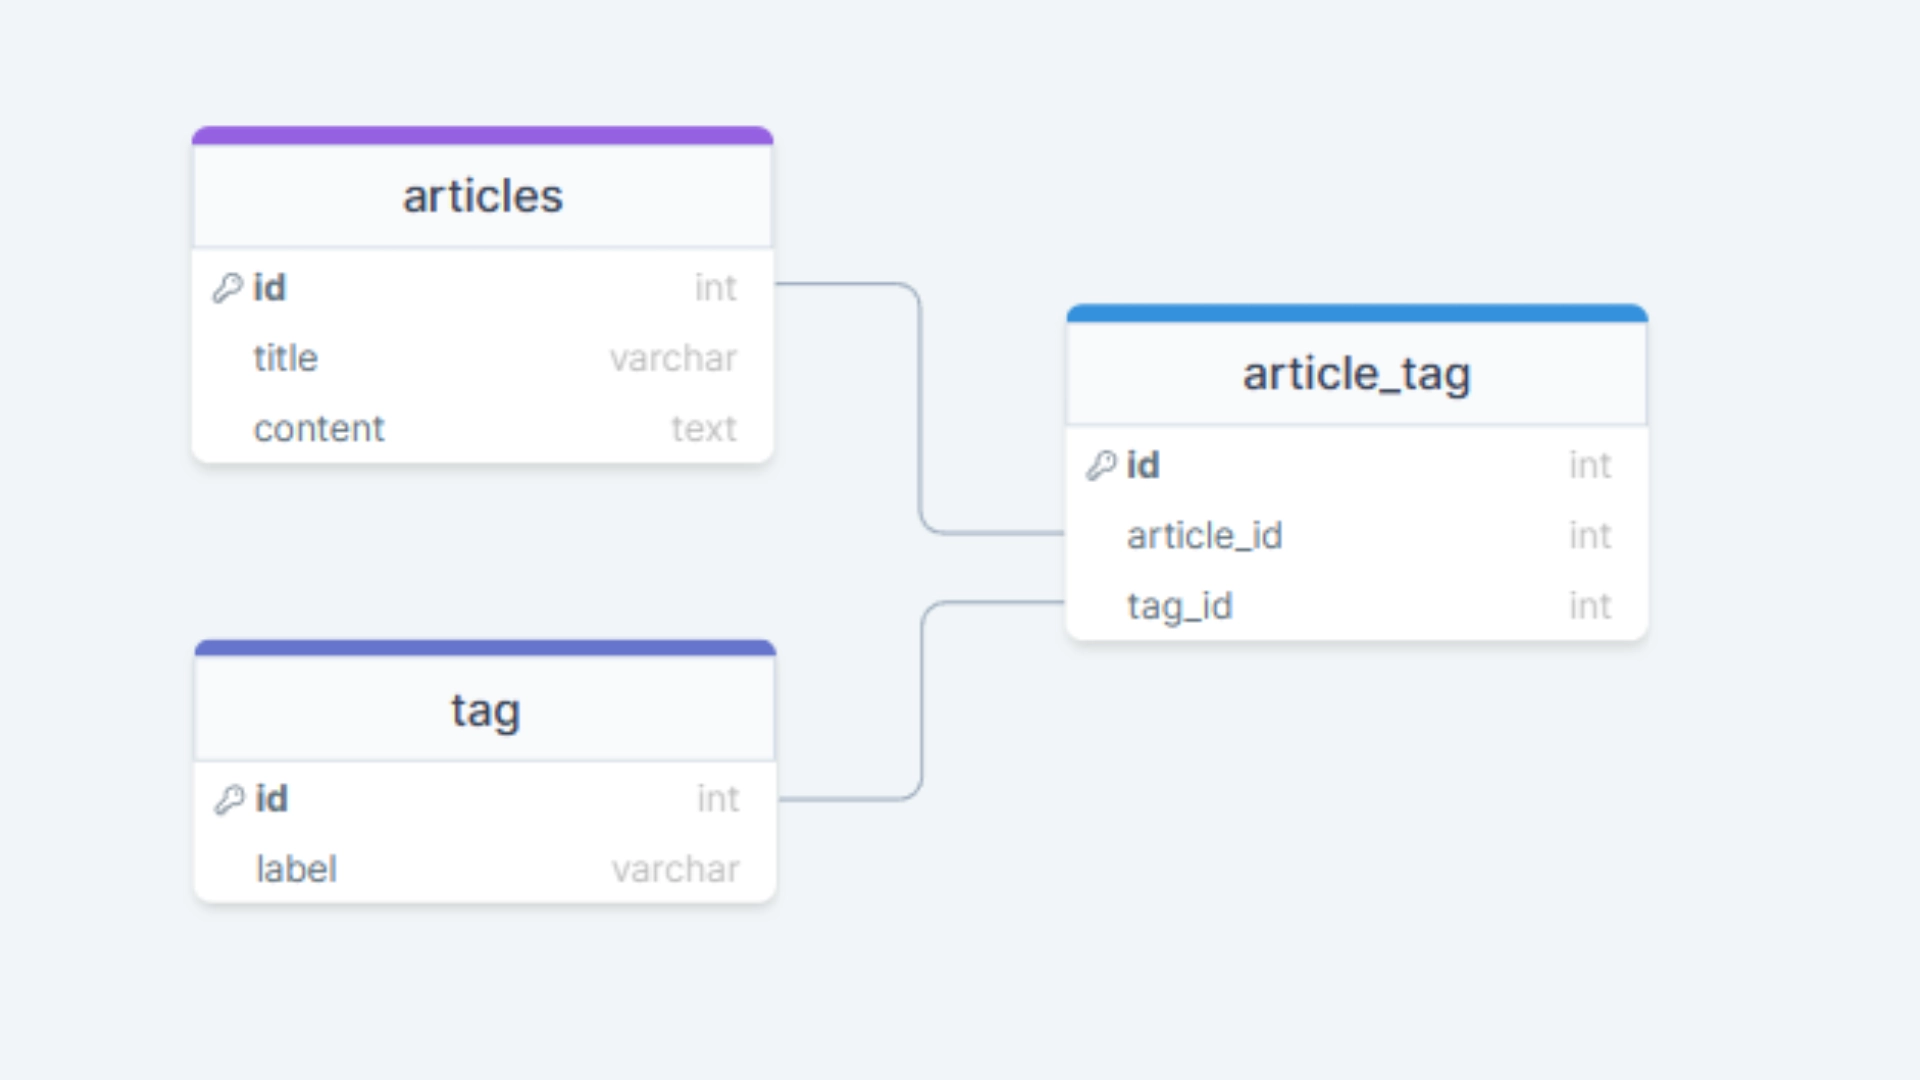 articles
id int
title varchar
content text
article_tag
id int
article_id int
tag_id int
tag
id int
label varchar